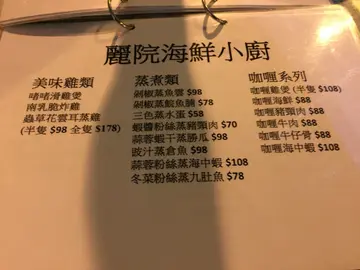 麗院海鮮小廚
美味雞類
啫啫滑雞煲
南乳脆炸雞
蟲草花雲耳蒸雞
(半隻 $98 全隻 $178)
蒸煮類
剁椒蒸魚雲 $98
剁椒蒸鯇魚腩 $78
三色蒸水蛋 $58
蝦醬粉絲蒸豬頸肉 $70
蒜蓉蝦干蒸勝瓜 $98
豉汁蒸倉魚 $98
蒜蓉粉絲蒸海中蝦 $108
冬菜粉絲蒸九肚魚 $78
咖喱系列
咖喱雞煲 (半隻 $108)
咖喱海鮮 $88
咖喱豬頸肉 $88
咖喱牛肉 $88
咖喱牛仔骨 $88
咖喱海中蝦 $108